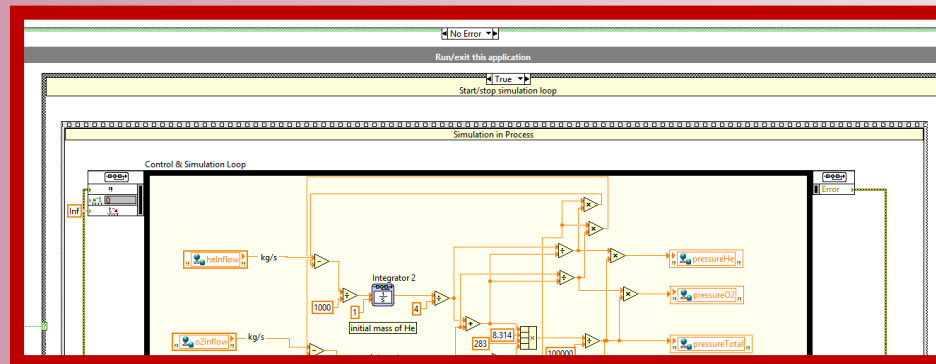 No Error
Run/exit this application
True
Start/stop simulation loop
Simulation in Process
Control & Simulation Loop
Error
Inf
heInflow
kg/s
pressureHe
Integrator 2
1000
1
4
pressureO2
initial mass of He
8.314
o2Inflow
kg/s
283
pressureTotal
100000